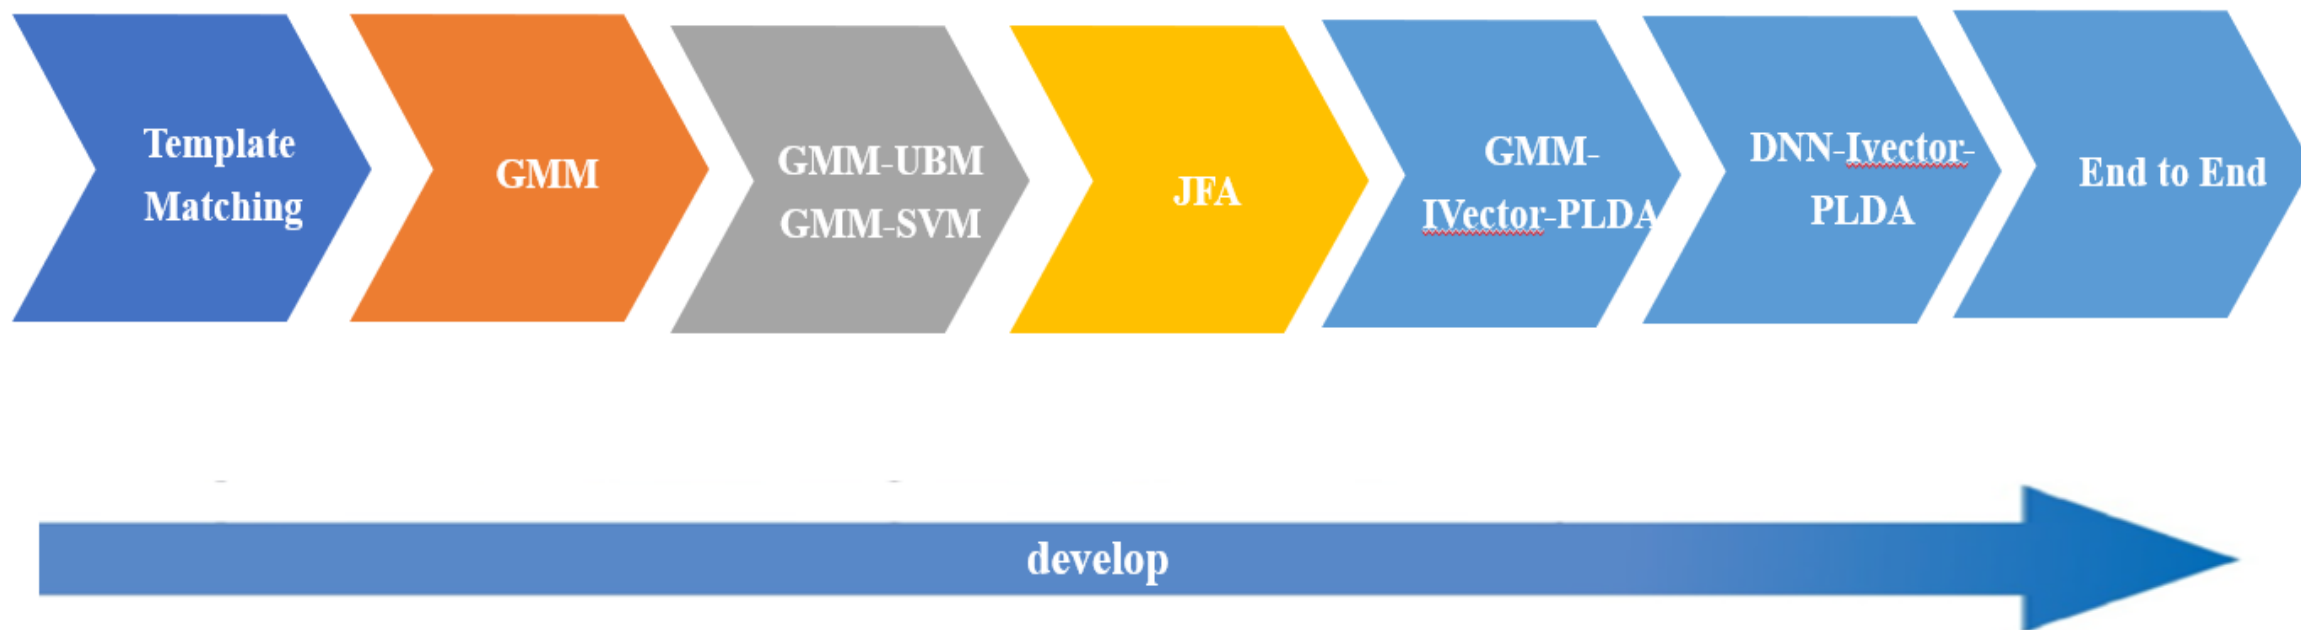 Template
Matching
GMM
GMM-UBM
GMM-SVM
JFA
GMM-
IVector-PLDA
DNN-Ivector-
PLDA
End to End
develop